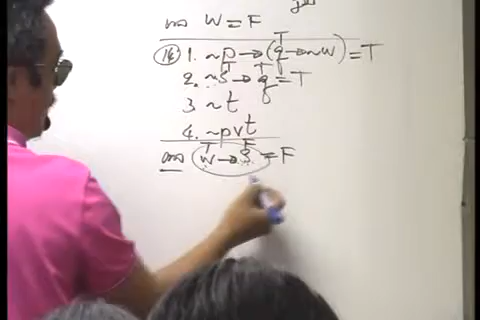 W = F
(16) 1. ~p → (q → ~w) = T
T
2. ~s → q = T
T T
3 ~t
4. ~p v t
T F
w → s = F